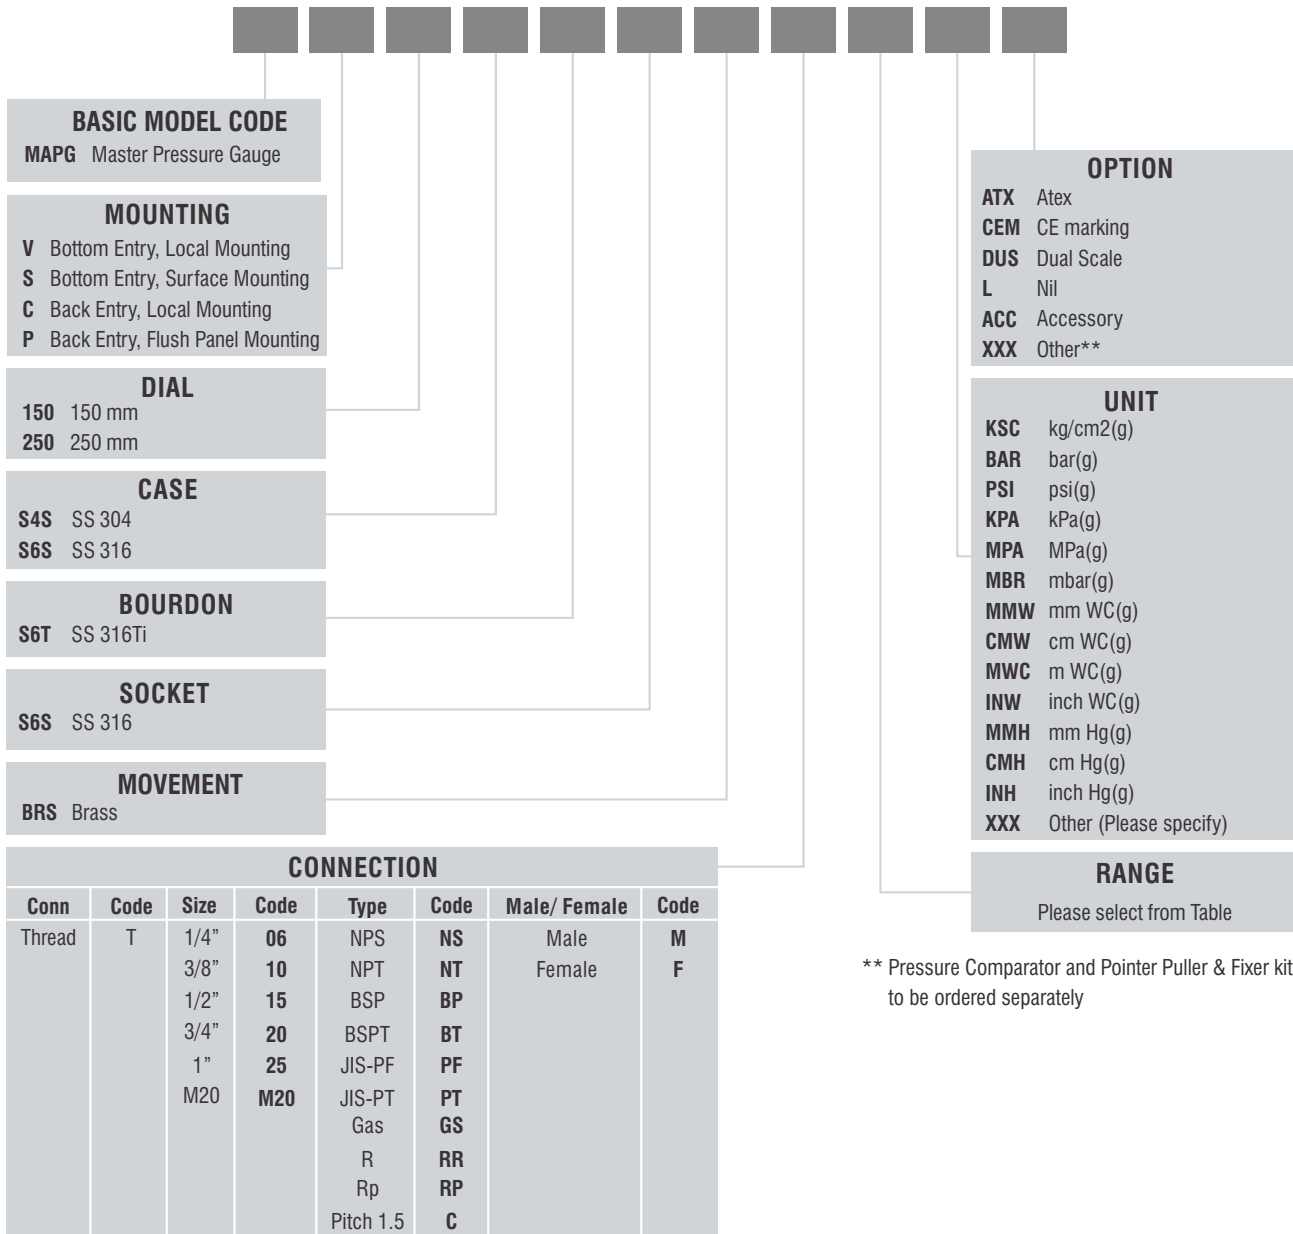 BASIC MODEL CODE
MAPG Master Pressure Gauge
MOUNTING
V Bottom Entry, Local Mounting
S Bottom Entry, Surface Mounting
C Back Entry, Local Mounting
P Back Entry, Flush Panel Mounting
DIAL
150 150 mm
250 250 mm
CASE
S4S SS 304
S6S SS 316
BOURDON
S6T SS 316Ti
SOCKET
S6S SS 316
MOVEMENT
BRS Brass
CONNECTION
Conn Code Size Code Type Code Male/ Female Code
Thread T 1/4” 06 NPS NS Male M
3/8” 10 NPT NT Female F
1/2” 15 BSP BP
3/4” 20 BSPT BT
1” 25 JIS-PF PF
M20 M20 JIS-PT PT
Gas GS
R RR
Rp RP
Pitch 1.5 C
OPTION
ATX Atex
CEM CE marking
DUS Dual Scale
L Nil
ACC Accessory
XXX Other**
UNIT
KSC kg/cm2(g)
BAR bar(g)
PSI psi(g)
KPA kPa(g)
MPA MPa(g)
MBR mbar(g)
MMW mm WC(g)
CMW cm WC(g)
MWC m WC(g)
INW inch WC(g)
MMH mm Hg(g)
CMH cm Hg(g)
INH inch Hg(g)
XXX Other (Please specify)
RANGE
Please select from Table
** Pressure Comparator and Pointer Puller & Fixer kit
to be ordered separately